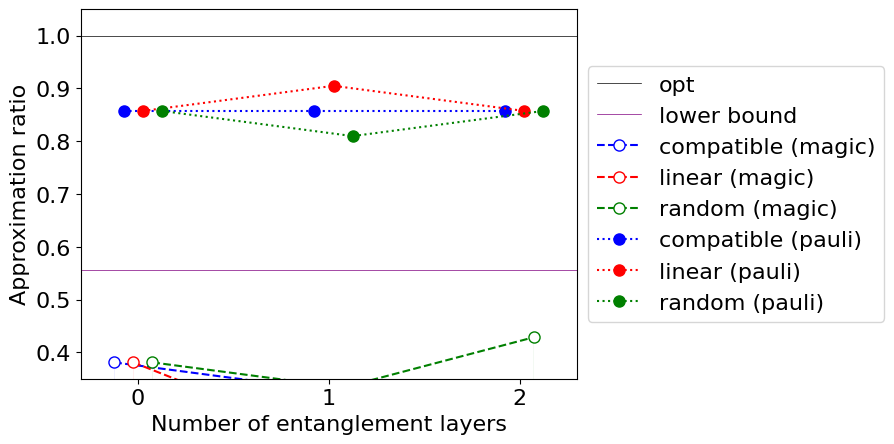 1.0
0.9
0.8
0.7
0.6
0.5
0.4
Approximation ratio
0
1
2
Number of entanglement layers
opt
lower bound
compatible (magic)
linear (magic)
random (magic)
compatible (pauli)
linear (pauli)
random (pauli)